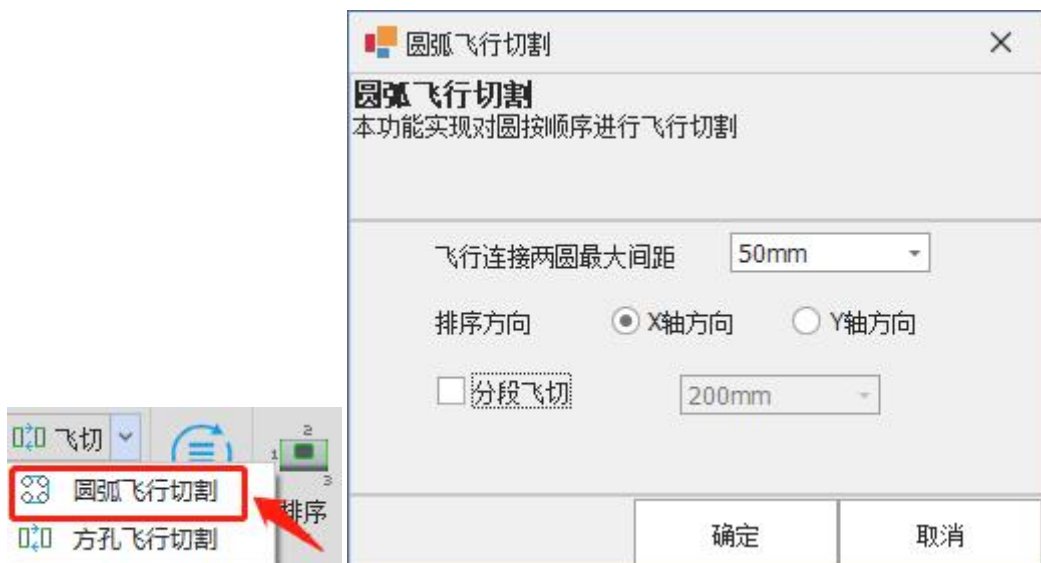 圆弧飞行切割
圆弧飞行切割
本功能实现对圆按顺序进行飞行切割
飞行连接两圆最大间距 50mm
排序方向 X轴方向 Y轴方向
分段飞切 200mm
确定 取消
飞切
圆弧飞行切割
方孔飞行切割
2
1
3
排序